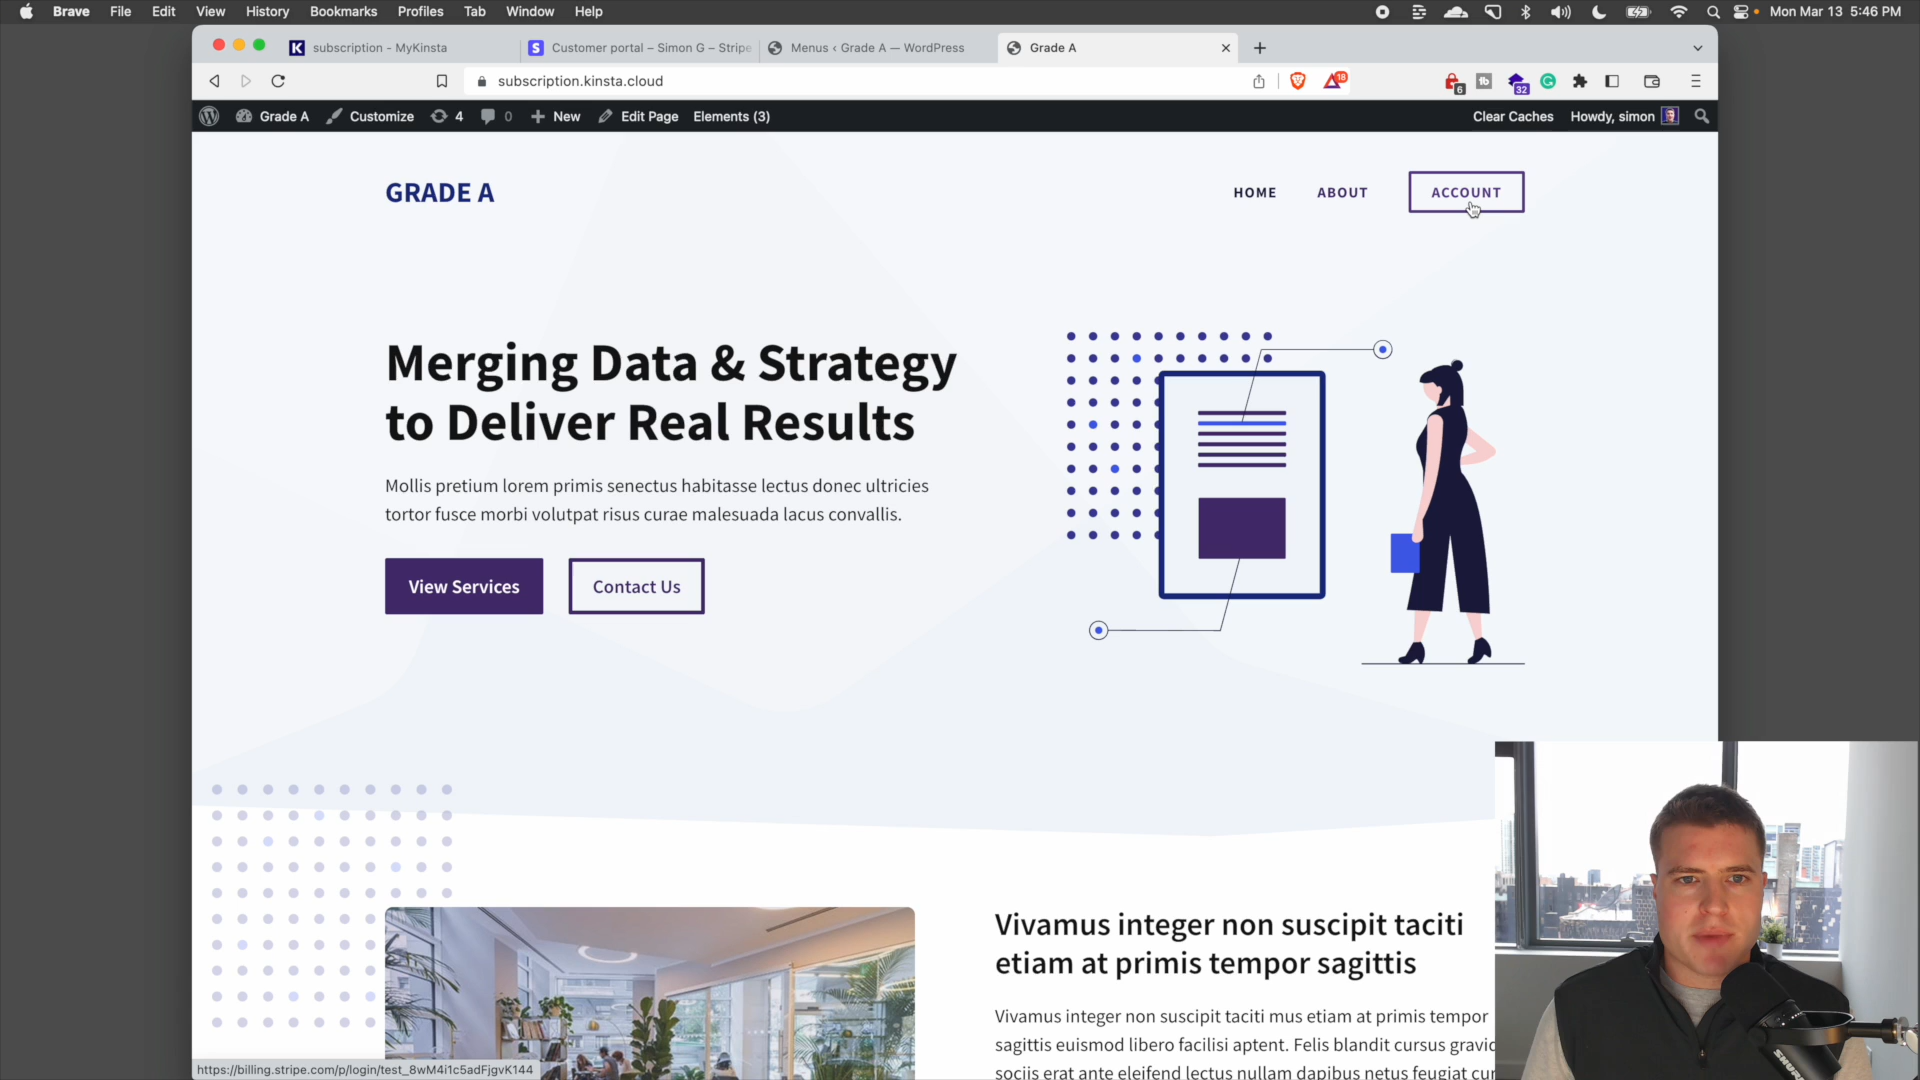 Brave File Edit View History Bookmarks Profiles Tab Window Help Mon Mar 13 5:46 PM
subscription - MyKinsta Customer portal – Simon G – Stripe Menus ‹ Grade A — WordPress Grade A
subscription.kinsta.cloud 18 6 32
Grade A Customize 4 0 New Edit Page Elements (3) Clear Caches Howdy, simon
GRADE A HOME ABOUT ACCOUNT
Merging Data & Strategy
to Deliver Real Results
Mollis pretium lorem primis senectus habitasse lectus donec ultricies
tortor fusce morbi volutpat risus curae malesuada lacus convallis.
View Services Contact Us
Vivamus integer non suscipit taciti
etiam at primis tempor sagittis
Vivamus integer non suscipit taciti mus etiam at primis tempor
sagittis euismod libero facilisi aptent. Felis blandit cursus
sociis erat ante eleifend lectus nullam dapibus netus feugiat
https://billing.stripe.com/p/login/test_8wM4i1c5adFjgvK144
SHURE